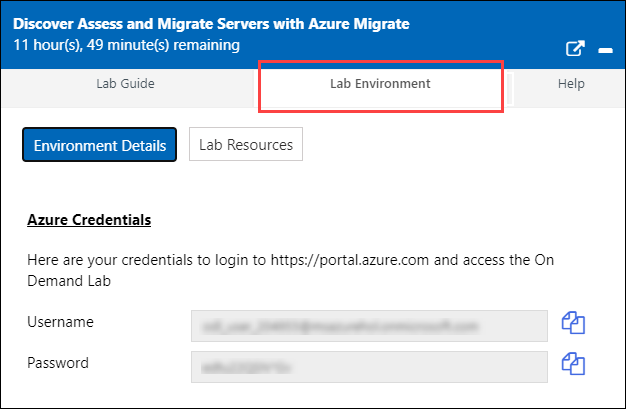 Discover Assess and Migrate Servers with Azure Migrate
11 hour(s), 49 minute(s) remaining
Lab Guide
Lab Environment
Help
Environment Details
Lab Resources
Azure Credentials
Here are your credentials to login to https://portal.azure.com and access the On
Demand Lab
Username
Password